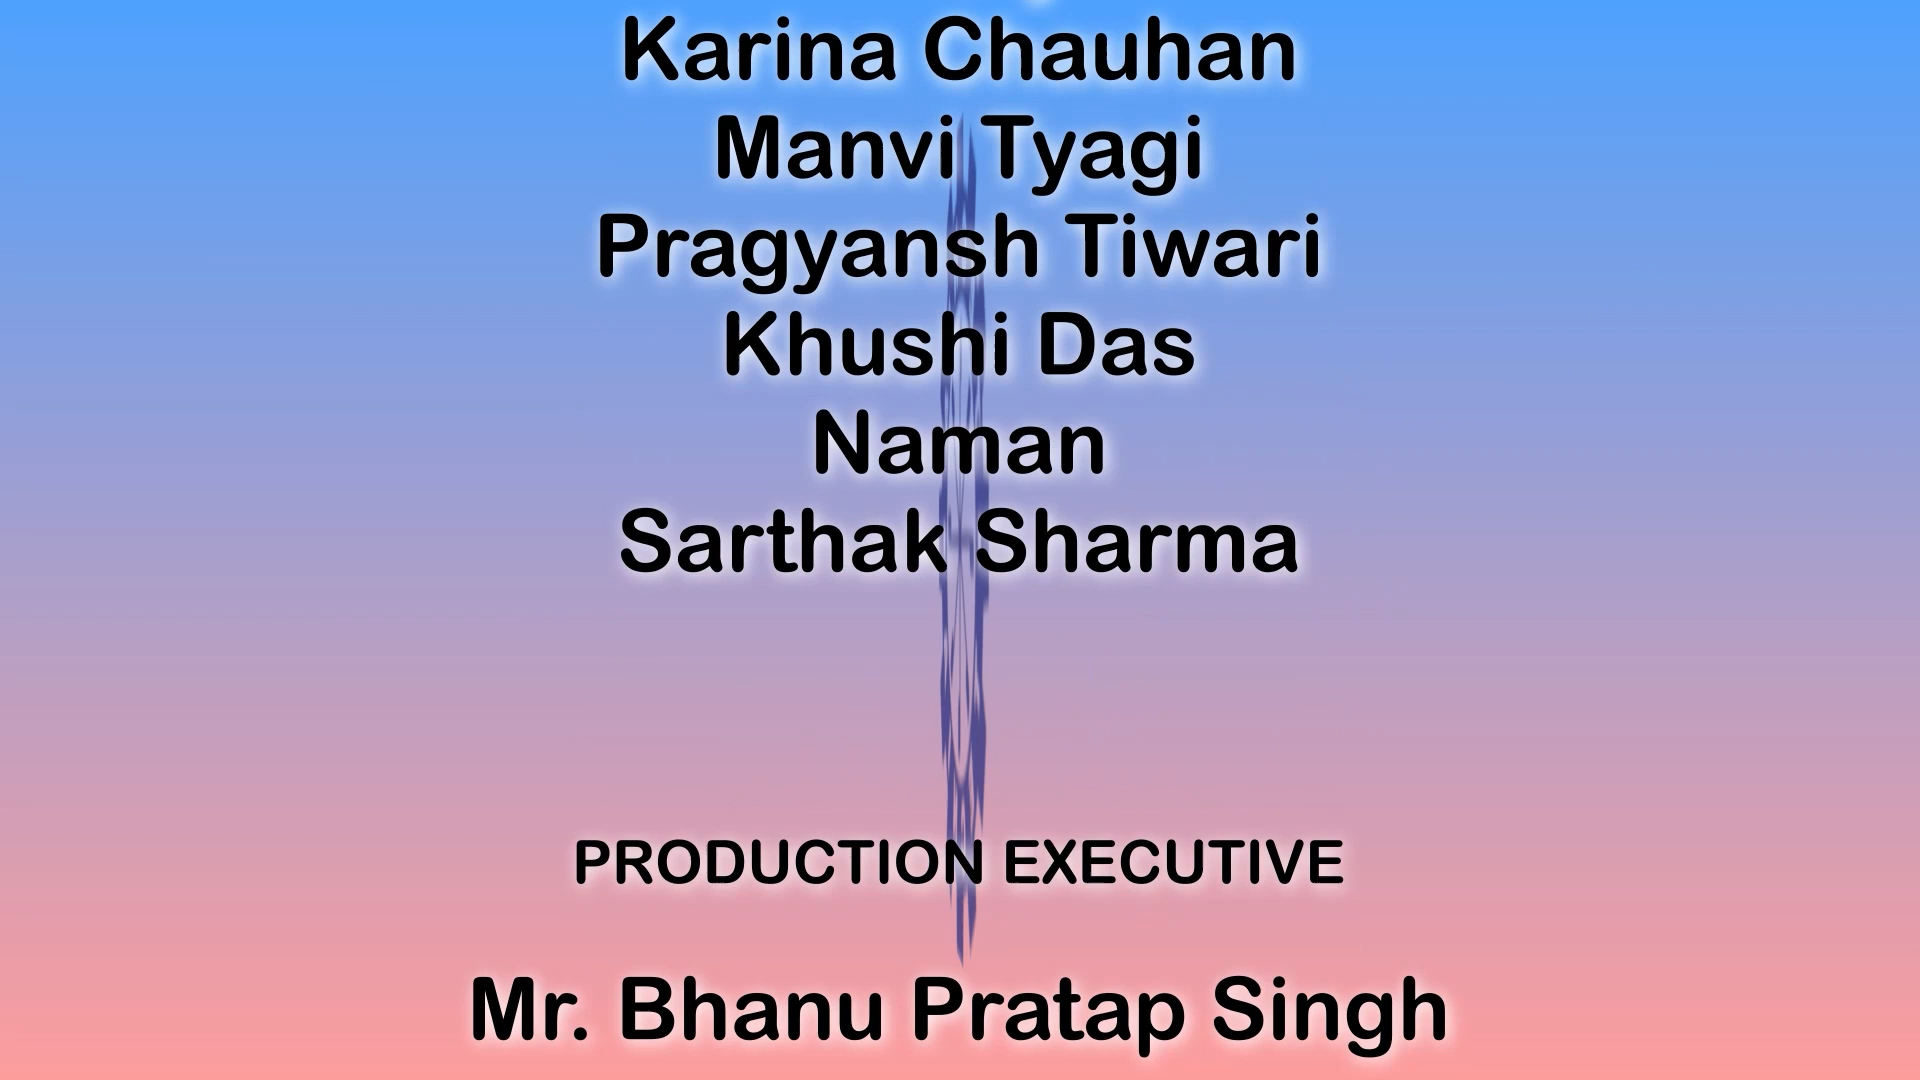 Karina Chauhan
Manvi Tyagi
Pragyansh Tiwari
Khushi Das
Naman
Sarthak Sharma
PRODUCTION EXECUTIVE
Mr. Bhanu Pratap Singh